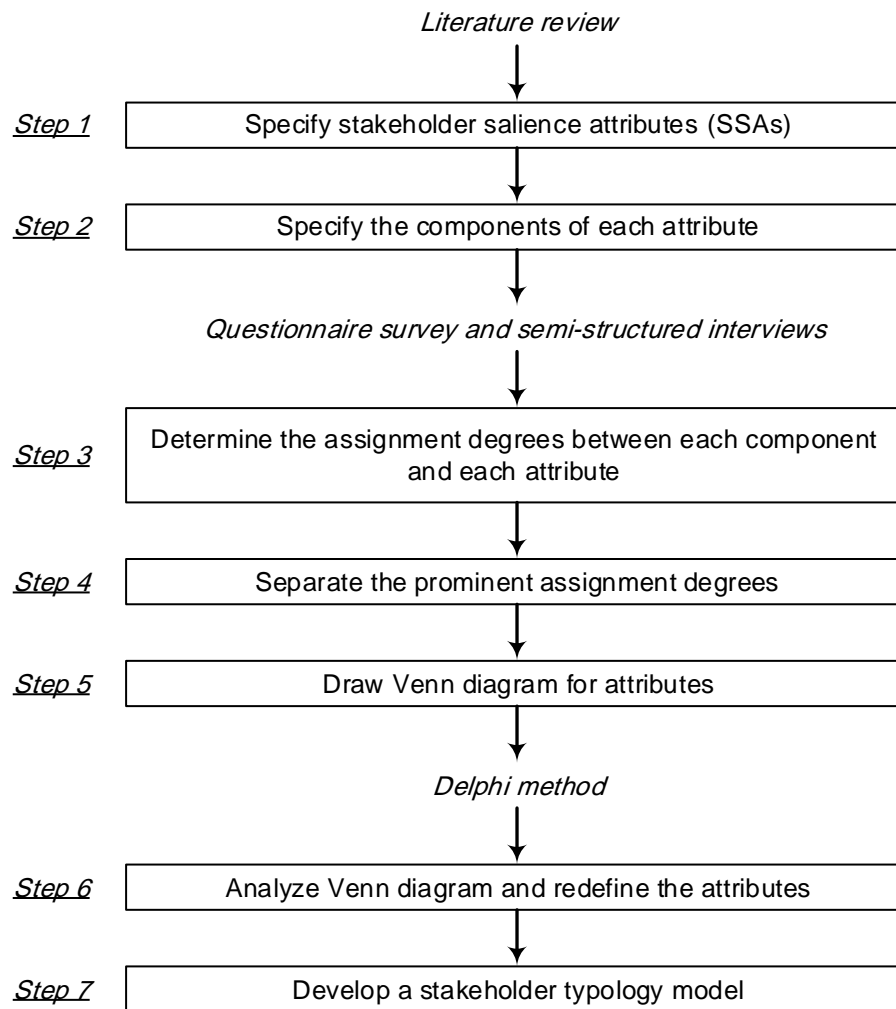 Literature review
Step 1
Specify stakeholder salience attributes (SSAs)
Step 2
Specify the components of each attribute
Questionnaire survey and semi-structured interviews
Step 3
Determine the assignment degrees between each component
and each attribute
Step 4
Separate the prominent assignment degrees
Step 5
Draw Venn diagram for attributes
Delphi method
Step 6
Analyze Venn diagram and redefine the attributes
Step 7
Develop a stakeholder typology model